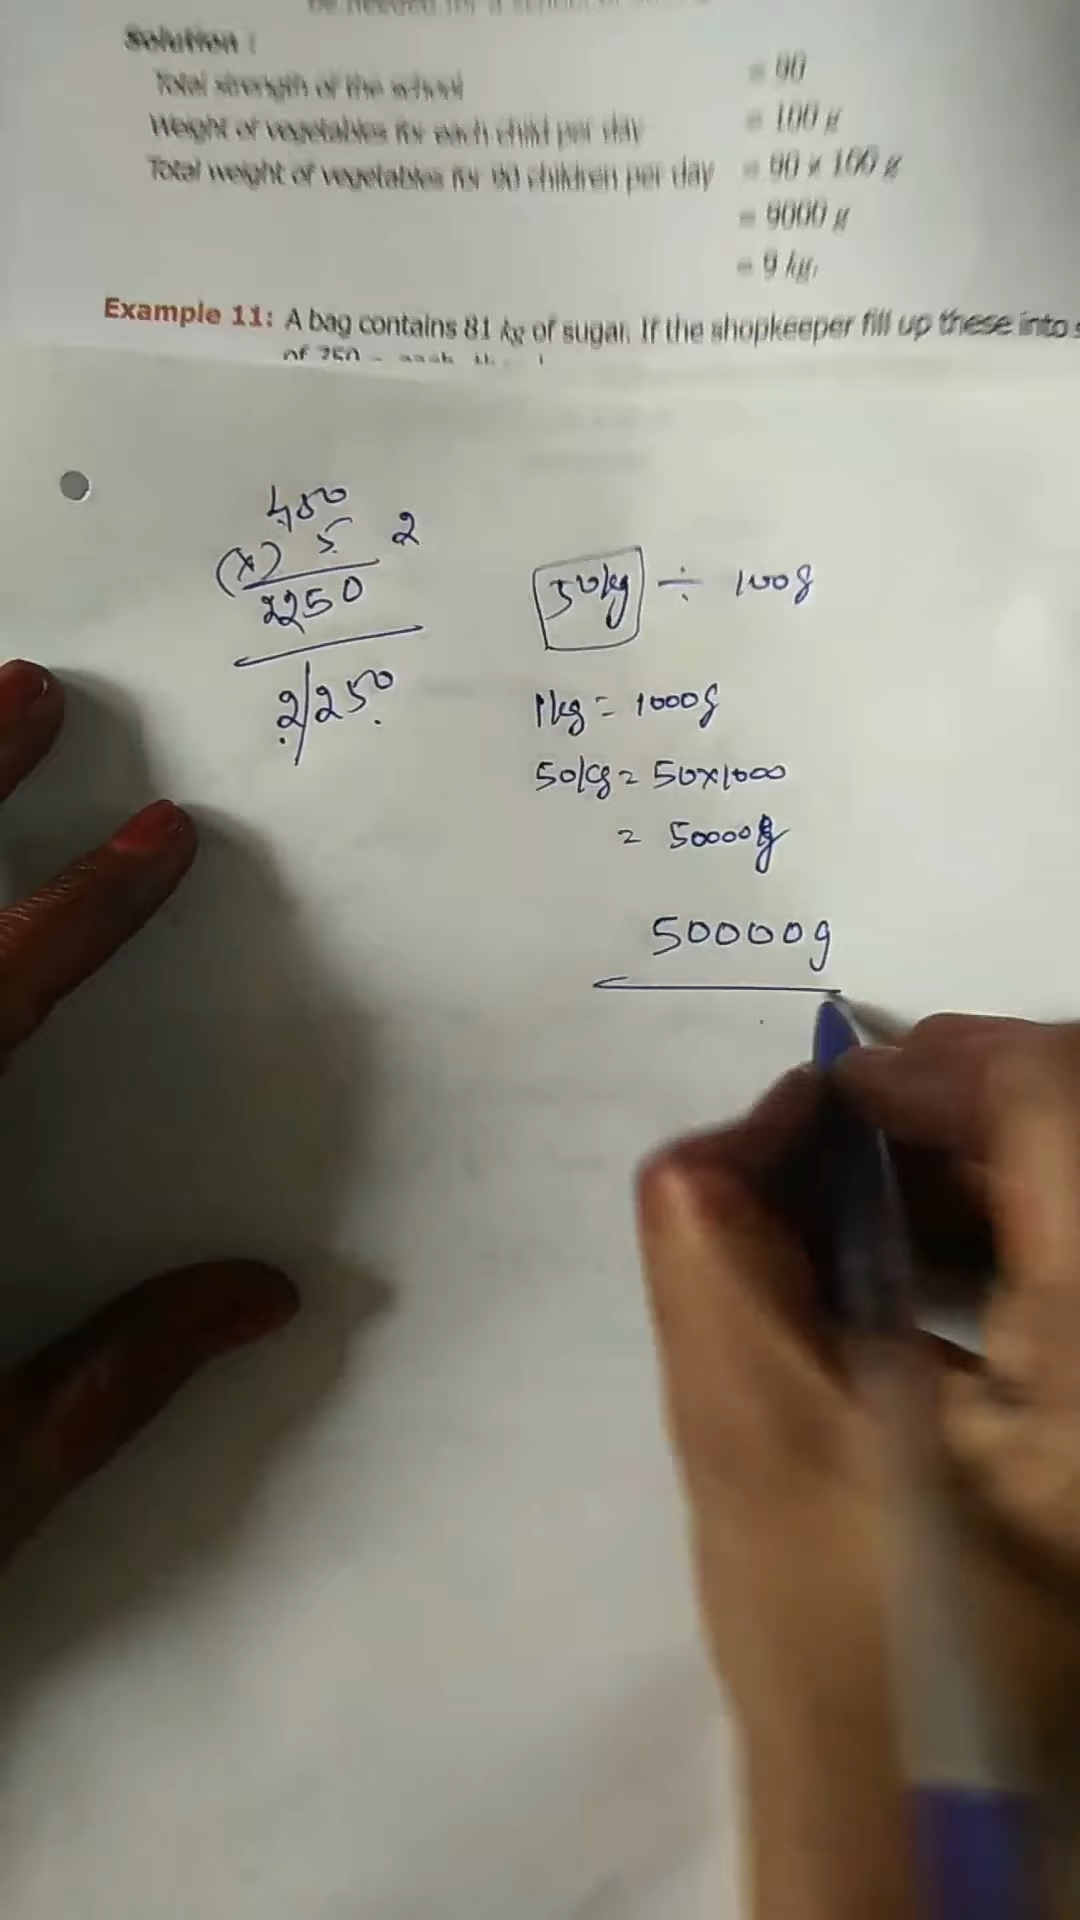 Solution :
Total strength of the school = 90
Weight of vegetables for each child per day = 100 g
Total weight of vegetables for 90 children per day = 90 x 100 g
= 9000 g
= 9 kg.
Example 11: A bag contains 81 kg of sugar. If the shopkeeper fill up these into
of 250
450
(x) 5 2
2250
2/250
50kg ÷ 100g
1kg = 1000g
50kg = 50x1000
= 50000g
50000g